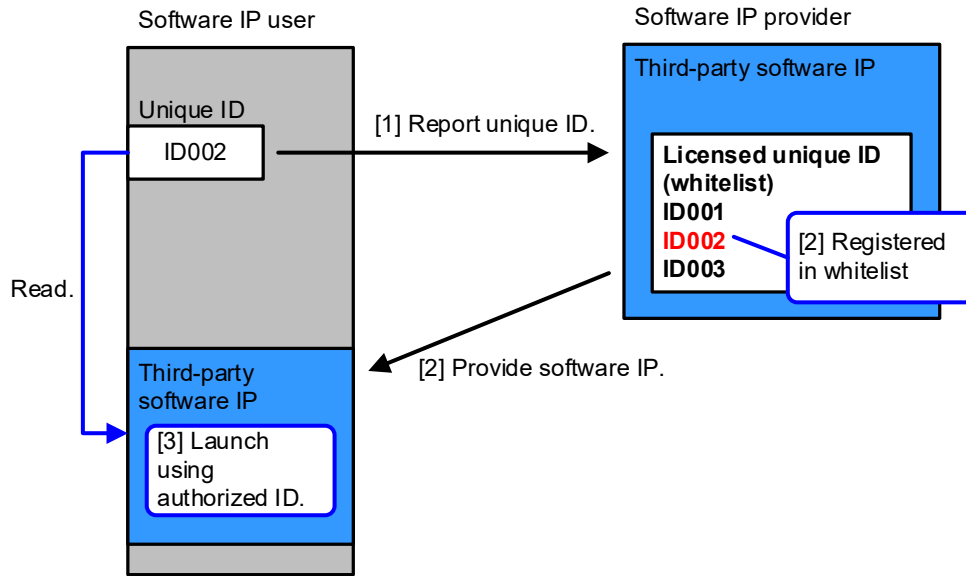 Software IP user
Software IP provider
Third-party software IP
Unique ID
ID002
[1] Report unique ID.
Licensed unique ID
(whitelist)
ID001
ID002
ID003
[2] Registered
in whitelist
Read.
[2] Provide software IP.
Third-party
software IP
[3] Launch
using
authorized ID.